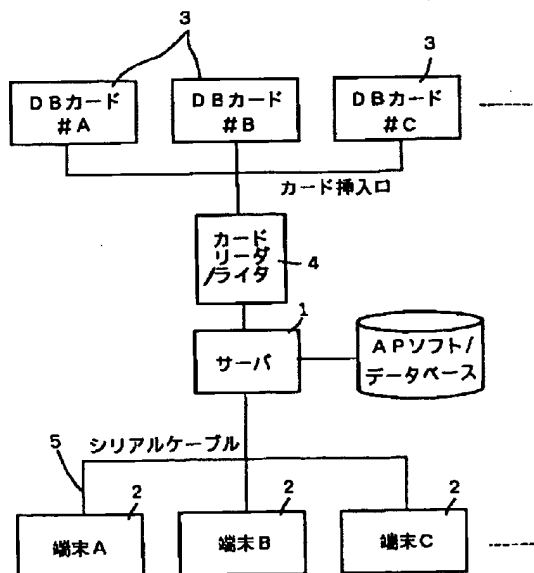 3
3
DBカード
#A
DBカード
#B
DBカード
#C
カード挿入口
カード
リーダ
/ライタ
4
1
サーバ
APソフト/
データベース
5
シリアルケーブル
2
2
2
端末A
端末B
端末C